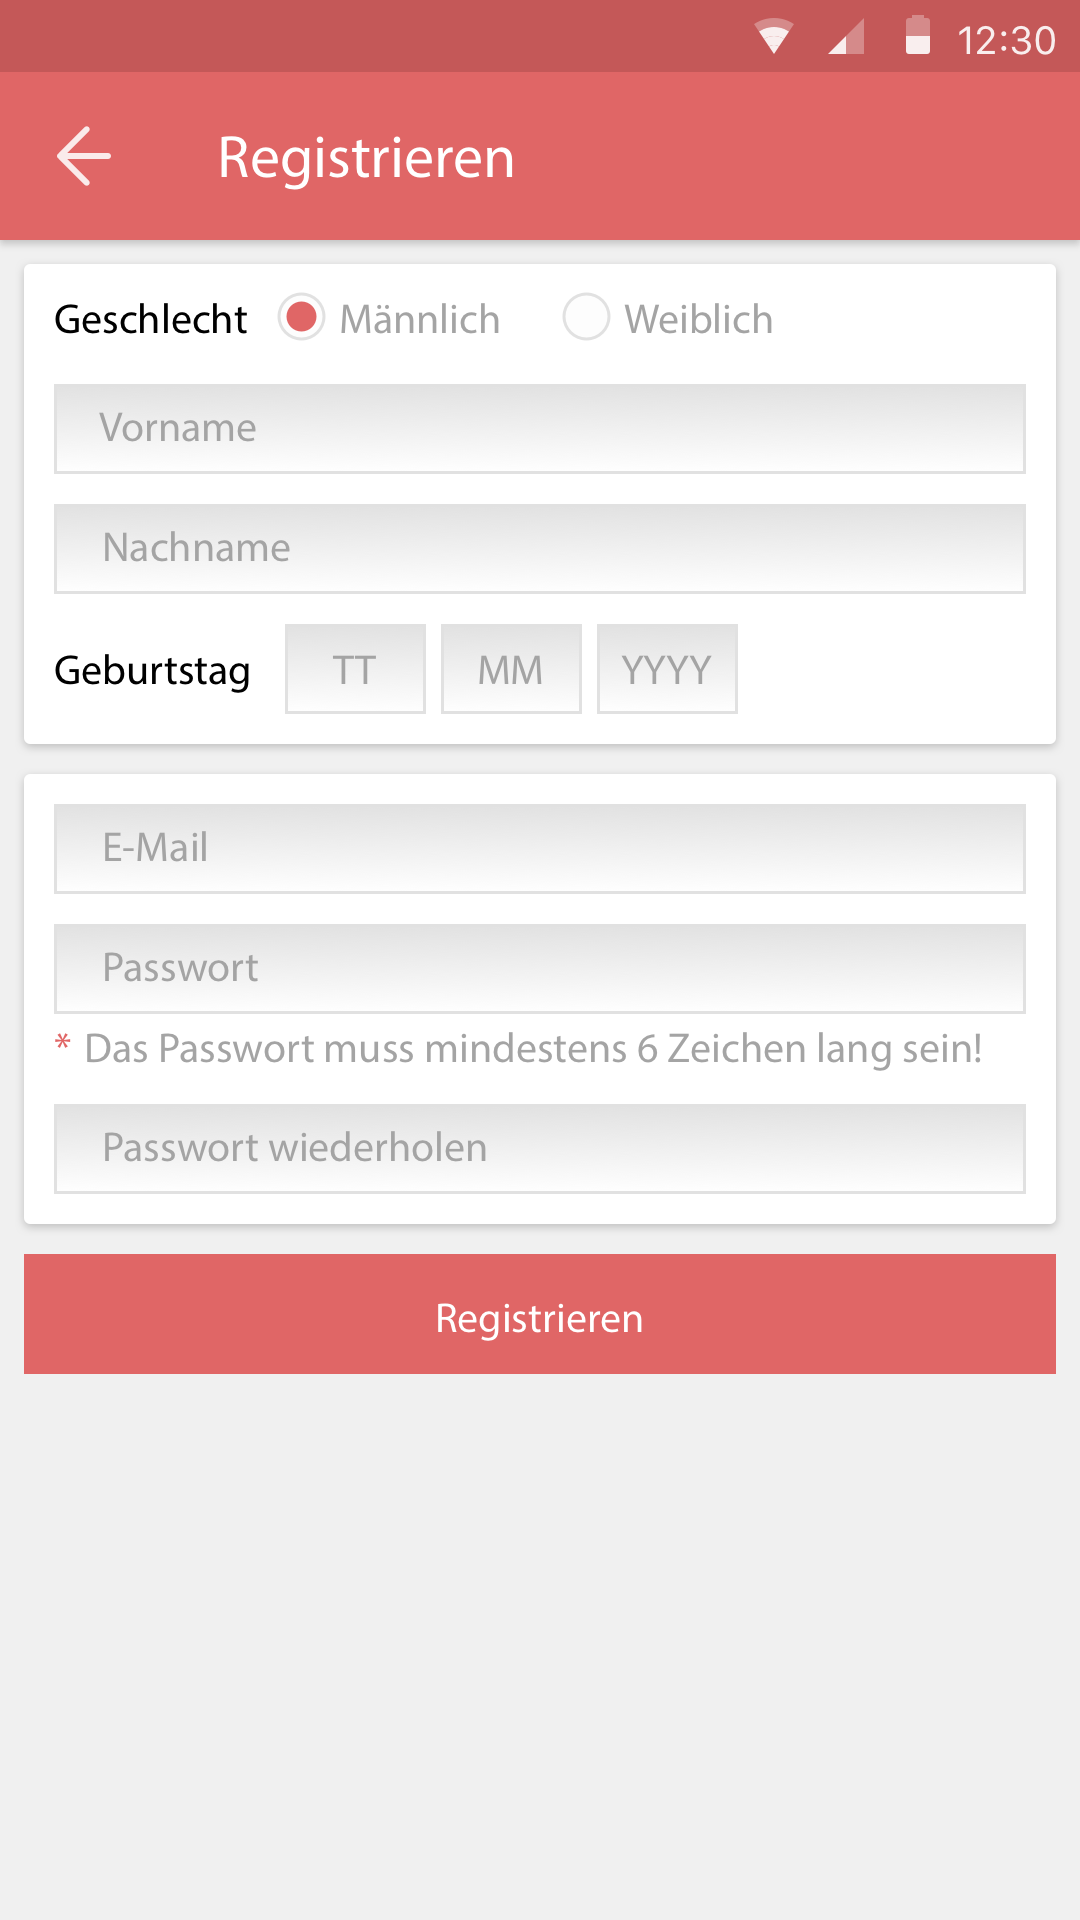 12:30
Registrieren
Geschlecht Männlich Weiblich
Vorname
Nachname
Geburtstag TT MM YYYY
E-Mail
Passwort
* Das Passwort muss mindestens 6 Zeichen lang sein!
Passwort wiederholen
Registrieren